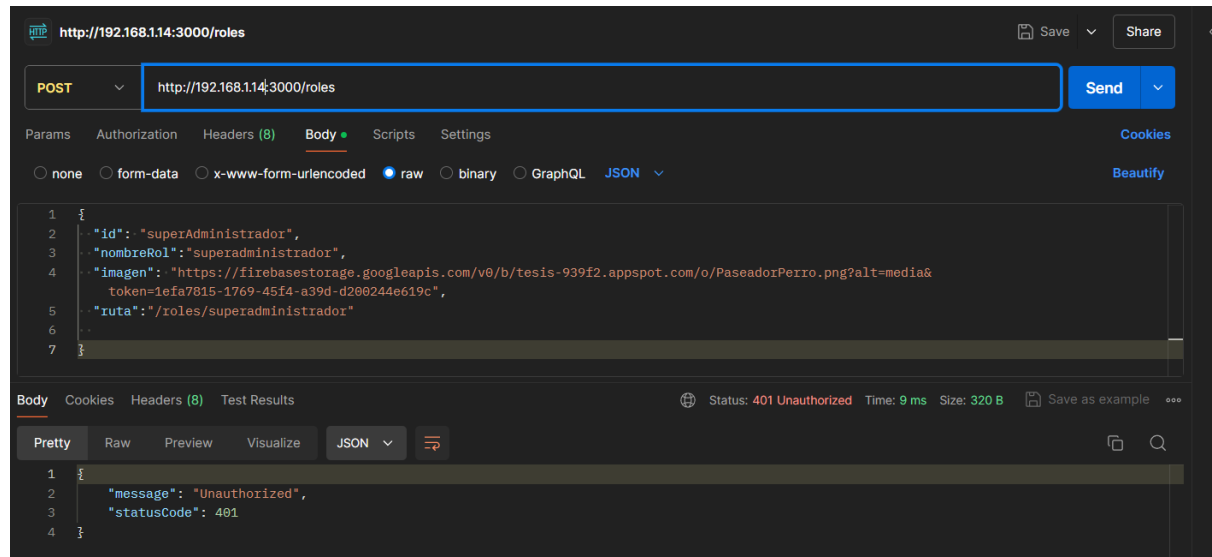 HTTP http://192.168.1.14:3000/roles Save Share
POST http://192.168.1.14:3000/roles Send
Params Authorization Headers (8) Body Scripts Settings Cookies
none form-data x-www-form-urlencoded raw binary GraphQL JSON Beautify
1 {
2 "id": "superAdministrador",
3 "nombreRol":"superadministrador",
4 "imagen": "https://firebasestorage.googleapis.com/v0/b/tesis-939f2.appspot.com/o/PaseadorPerro.png?alt=media&
token=1efa7815-1769-45f4-a39d-d200244e619c",
5 "ruta":"/roles/superadministrador"
6
7 }
Body Cookies Headers (8) Test Results Status: 401 Unauthorized Time: 9 ms Size: 320 B Save as example
Pretty Raw Preview Visualize JSON
1 {
2 "message": "Unauthorized",
3 "statusCode": 401
4 }